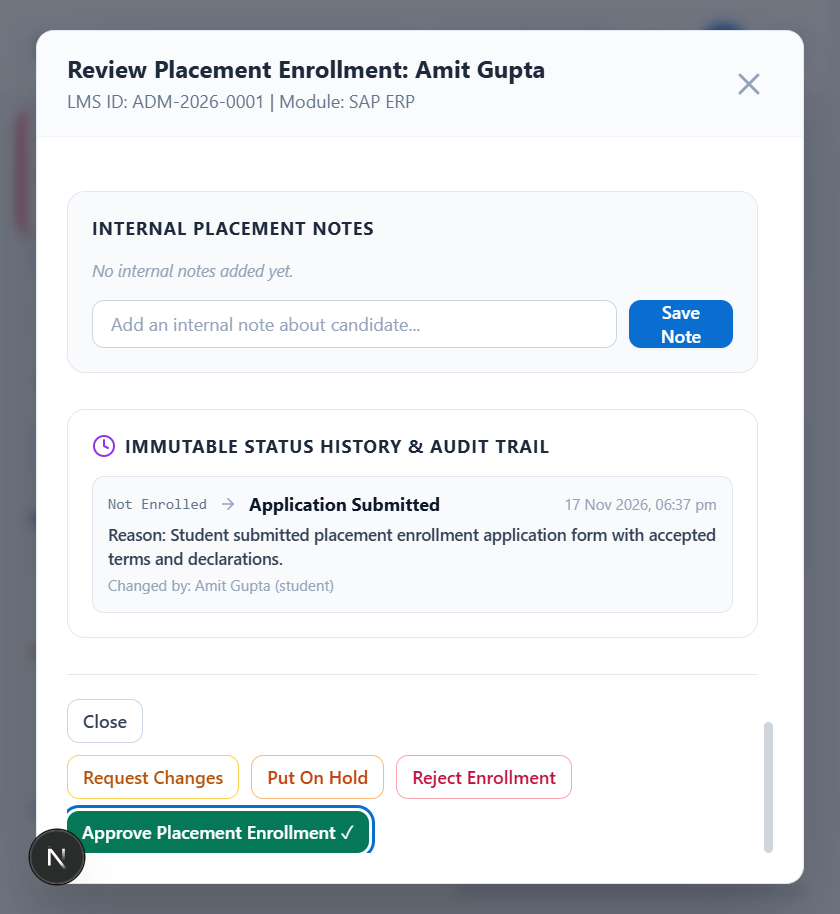 Review Placement Enrollment: Amit Gupta
LMS ID: ADM-2026-0001 | Module: SAP ERP
INTERNAL PLACEMENT NOTES
No internal notes added yet.
Add an internal note about candidate...
Save
Note
IMMUTABLE STATUS HISTORY & AUDIT TRAIL
Not Enrolled → Application Submitted 17 Nov 2026, 06:37 pm
Reason: Student submitted placement enrollment application form with accepted
terms and declarations.
Changed by: Amit Gupta (student)
Close
Request Changes Put On Hold Reject Enrollment
Approve Placement Enrollment ✓
N